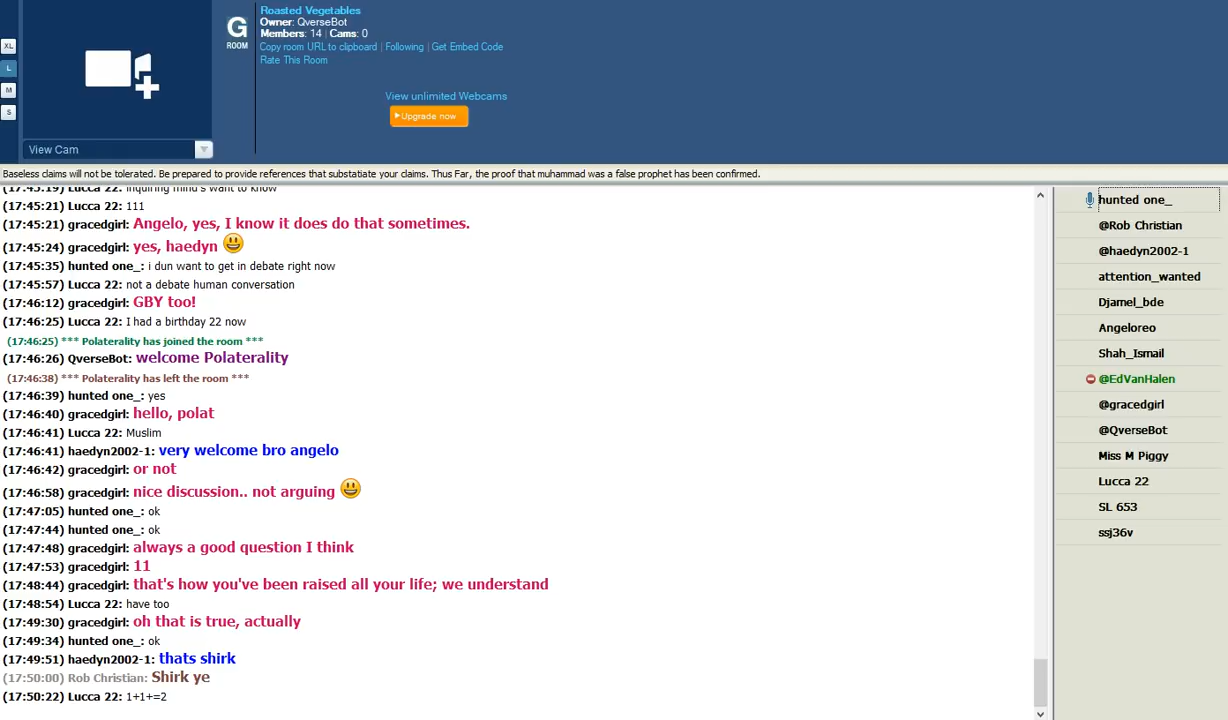 XL
L
M
S
View Cam
G
ROOM
Roasted Vegetables
Owner: QverseBot
Members: 14 | Cams: 0
Copy room URL to clipboard | Following | Get Embed Code
Rate This Room
View unlimited Webcams
Upgrade now
Baseless claims will not be tolerated. Be prepared to provide references that substatiate your claims. Thus Far, the proof that muhammad was a false prophet has been confirmed.
(17:45:19) Lucca 22: inquiring mind's want to know
(17:45:21) Lucca 22: 111
(17:45:21) gracedgirl: Angelo, yes, I know it does do that sometimes.
(17:45:24) gracedgirl: yes, haedyn
(17:45:35) hunted one_: i dun want to get in debate right now
(17:45:57) Lucca 22: not a debate human conversation
(17:46:12) gracedgirl: GBY too!
(17:46:25) Lucca 22: I had a birthday 22 now
(17:46:25) *** Polaterality has joined the room ***
(17:46:26) QverseBot: welcome Polaterality
(17:46:38) *** Polaterality has left the room ***
(17:46:39) hunted one_: yes
(17:46:40) gracedgirl: hello, polat
(17:46:41) Lucca 22: Muslim
(17:46:41) haedyn2002-1: very welcome bro angelo
(17:46:42) gracedgirl: or not
(17:46:58) gracedgirl: nice discussion.. not arguing
(17:47:05) hunted one_: ok
(17:47:44) hunted one_: ok
(17:47:48) gracedgirl: always a good question I think
(17:47:53) gracedgirl: 11
(17:48:44) gracedgirl: that's how you've been raised all your life; we understand
(17:48:54) Lucca 22: have too
(17:49:30) gracedgirl: oh that is true, actually
(17:49:34) hunted one_: ok
(17:49:51) haedyn2002-1: thats shirk
(17:50:00) Rob Christian: Shirk ye
(17:50:22) Lucca 22: 1+1+=2
hunted one_
@Rob Christian
@haedyn2002-1
attention_wanted
Djamel_bde
Angeloreo
Shah_Ismail
@EdVanHalen
@gracedgirl
@QverseBot
Miss M Piggy
Lucca 22
SL 653
ssj36v